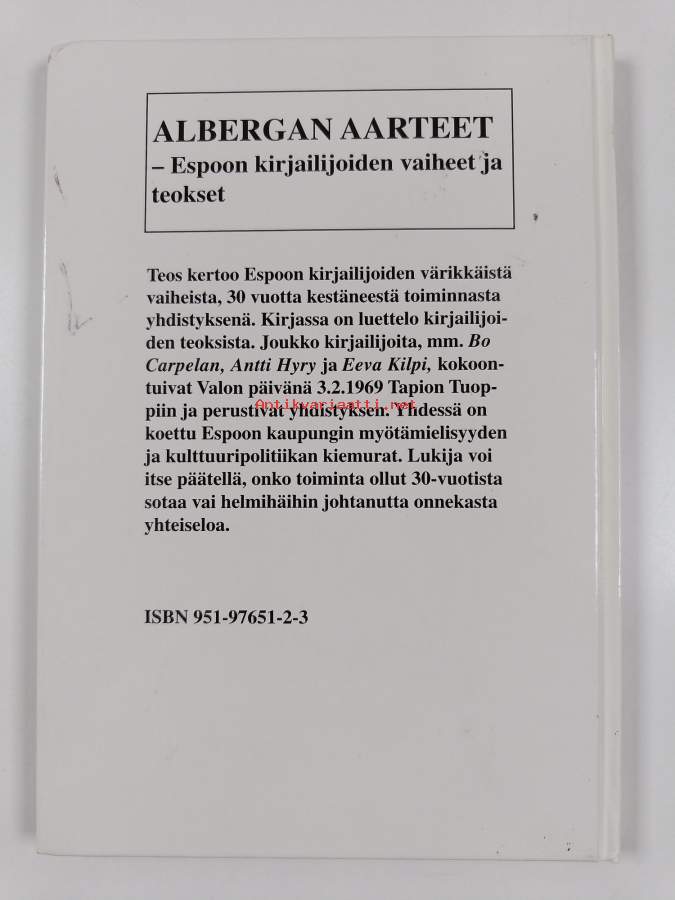 ALBERGAN AARTEET
– Espoon kirjailijoiden vaiheet ja
teokset
Teos kertoo Espoon kirjailijoiden värikkäistä
vaiheista, 30 vuotta kestäneestä toiminnasta
yhdistyksenä. Kirjassa on luettelo kirjailijoi-
den teoksista. Joukko kirjailijoita, mm. Bo
Carpelan, Antti Hyry ja Eeva Kilpi, kokoon-
tuivat Valon päivänä 3.2.1969 Tapion Tuop-
piin ja perustivat yhdistyksen. Yhdessä on
Antikvariaatti.net
koettu Espoon kaupungin myötämielisyyden
ja kulttuuripolitiikan kiemurat. Lukija voi
itse päätellä, onko toiminta ollut 30-vuotista
sotaa vai helmihäihin johtanutta onnekasta
yhteiseloa.
ISBN 951-97651-2-3